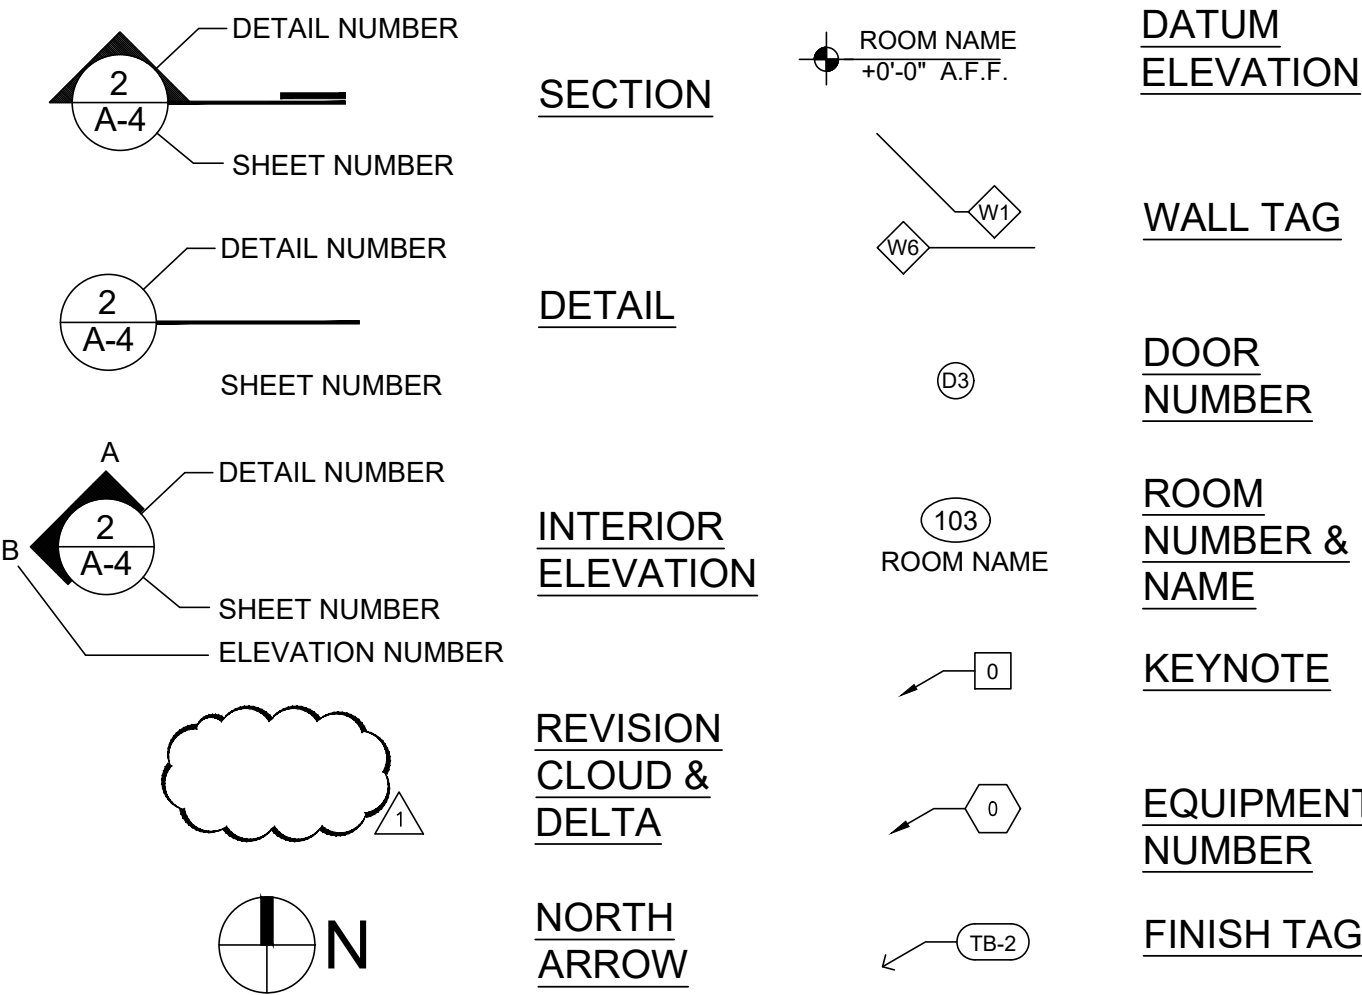 DETAIL NUMBER
2
A-4
SHEET NUMBER
SECTION
DETAIL NUMBER
2
A-4
SHEET NUMBER
DETAIL
A
DETAIL NUMBER
2
B
A-4
SHEET NUMBER
ELEVATION NUMBER
INTERIOR
ELEVATION
1
REVISION
CLOUD &
DELTA
N
NORTH
ARROW
ROOM NAME
+0'-0" A.F.F.
DATUM
ELEVATION
W1
W6
WALL TAG
D3
DOOR
NUMBER
103
ROOM NAME
ROOM
NUMBER &
NAME
0
KEYNOTE
0
EQUIPMENT
NUMBER
TB-2
FINISH TAG